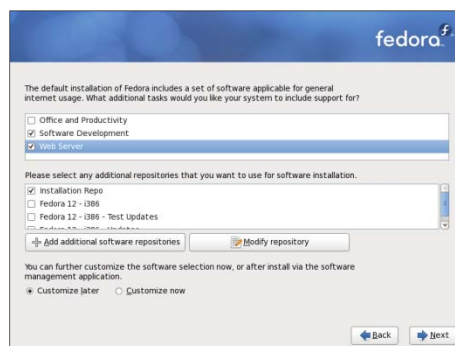 fedora
The default installation of Fedora includes a set of software applicable for general
internet usage. What additional tasks would you like your system to include support for?
Office and Productivity
Software Development
Web Server
Please select any additional repositories that you want to use for software installation.
Installation Repo
Fedora 12 - i386
Fedora 12 - i386 - Test Updates
Fedora 12 - i386 - Updates
Add additional software repositories
Modify repository
You can further customize the software selection now, or after install via the software
management application.
Customize later
Customize now
Back
Next